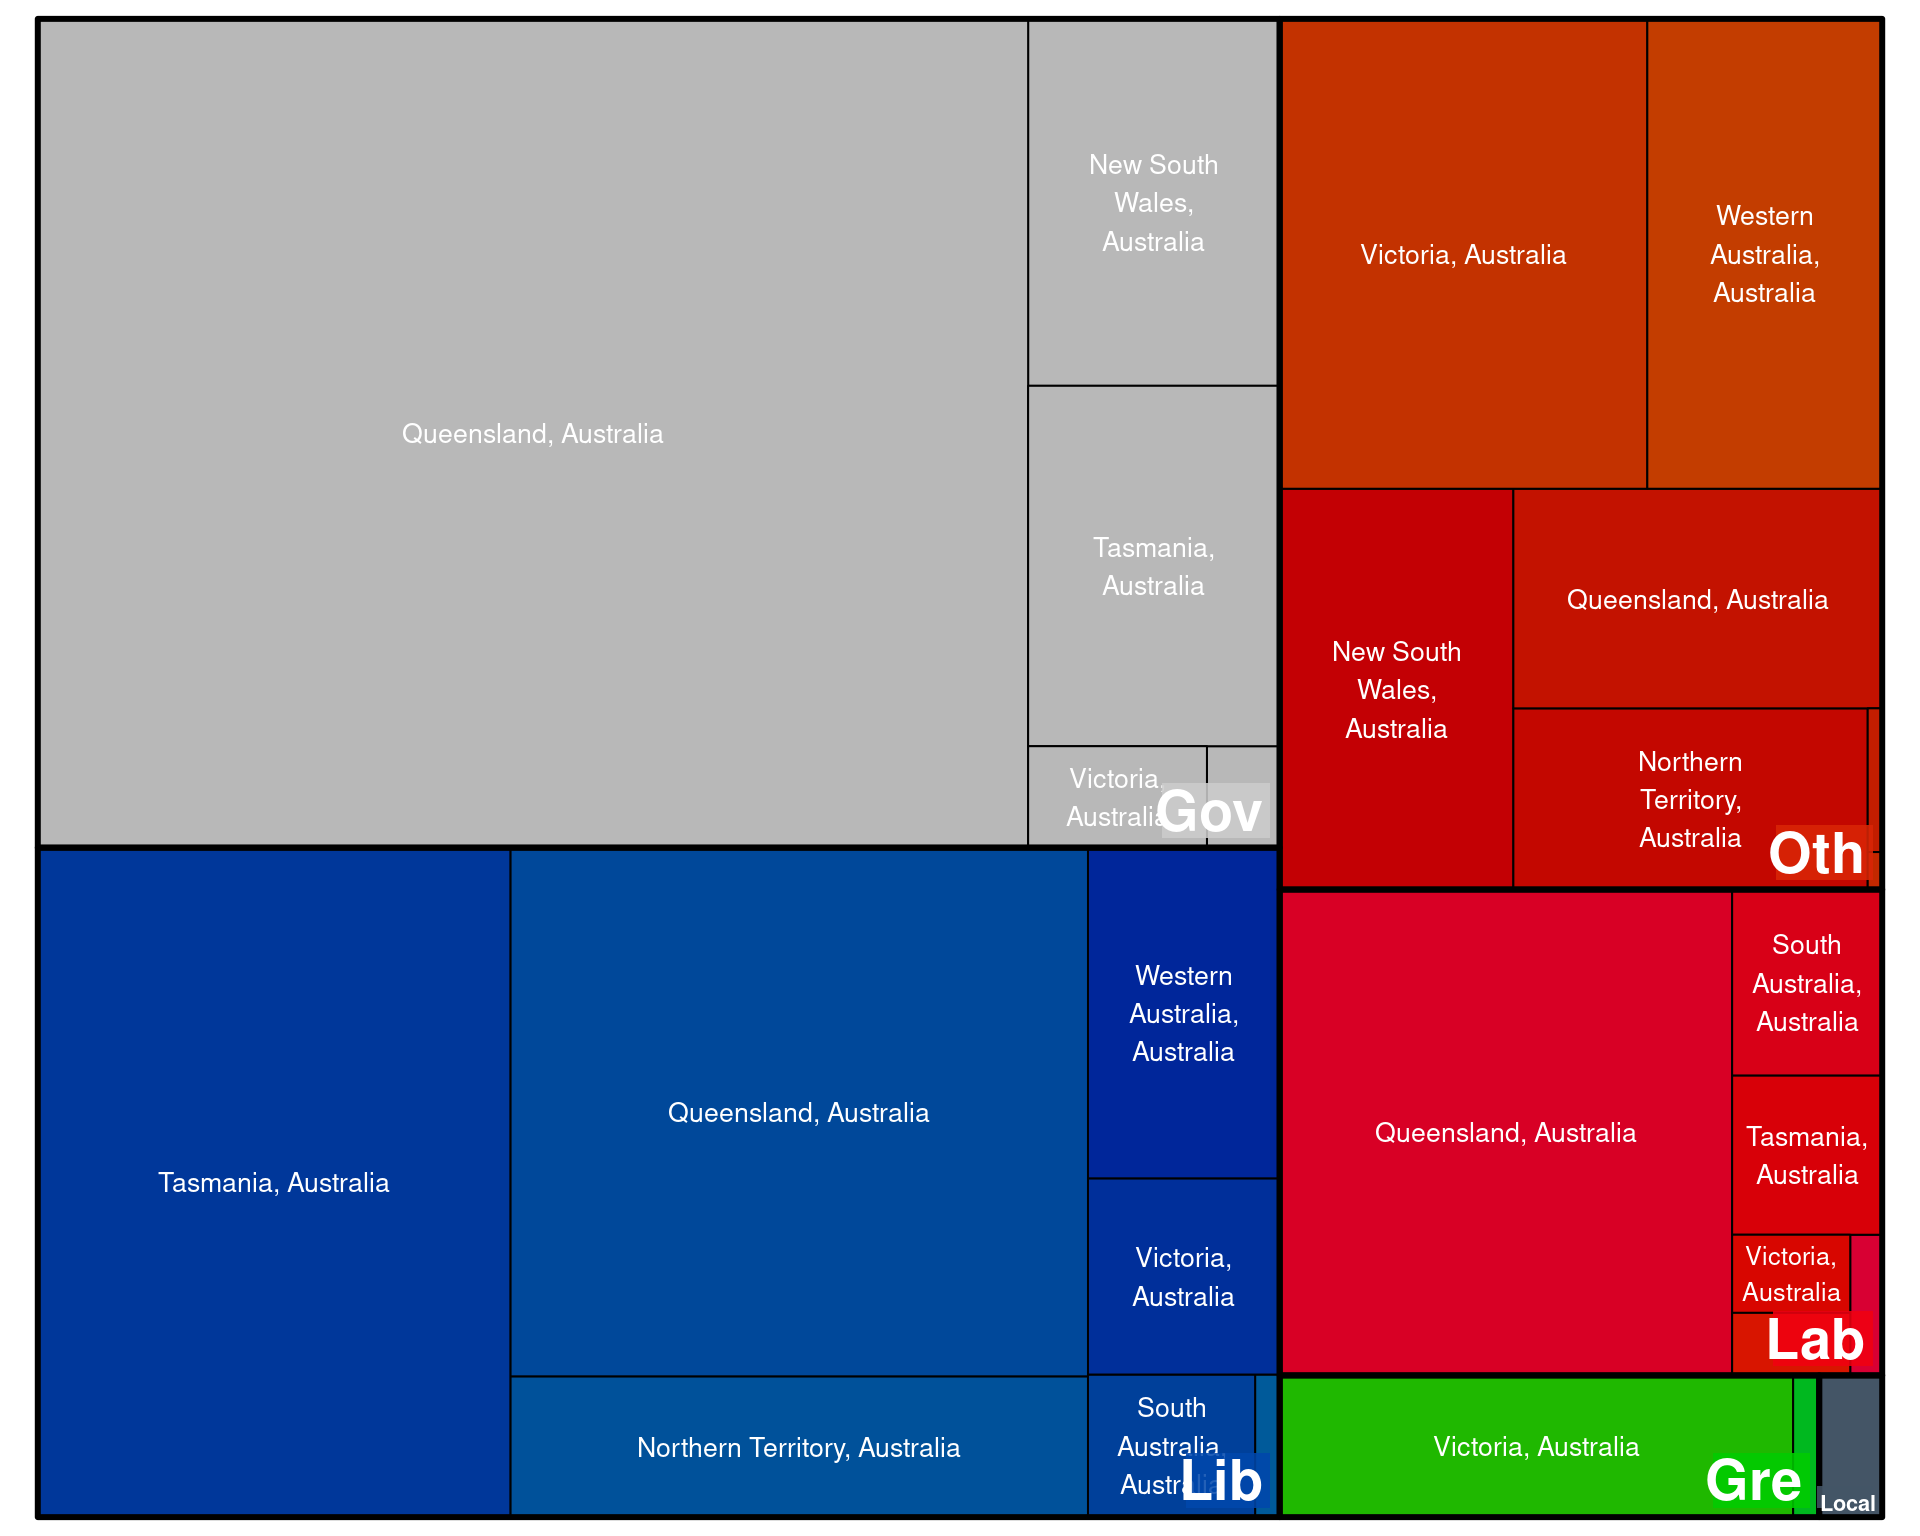 Queensland, Australia
New South
Wales,
Australia
Tasmania,
Australia
Victoria,
Australia
Gov
Victoria, Australia
Western
Australia,
Australia
New South
Wales,
Australia
Queensland, Australia
Northern
Territory,
Australia
Oth
Tasmania, Australia
Queensland, Australia
Northern Territory, Australia
Western
Australia,
Australia
Victoria,
Australia
South
Australia,
Australia
Lib
Queensland, Australia
South
Australia,
Australia
Tasmania,
Australia
Victoria,
Australia
Lab
Victoria, Australia
Gre
Local